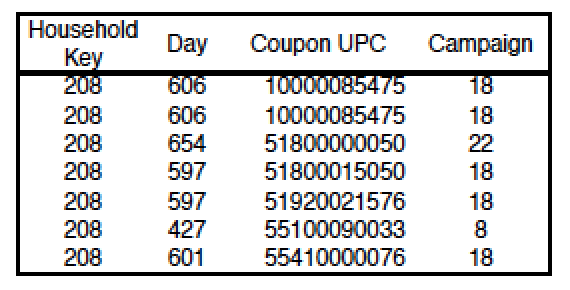 Household Key Day Coupon UPC Campaign
208 606 10000085475 18
208 606 10000085475 18
208 654 51800000050 22
208 597 51800015050 18
208 597 51920021576 18
208 427 55100090033 8
208 601 55410000076 18